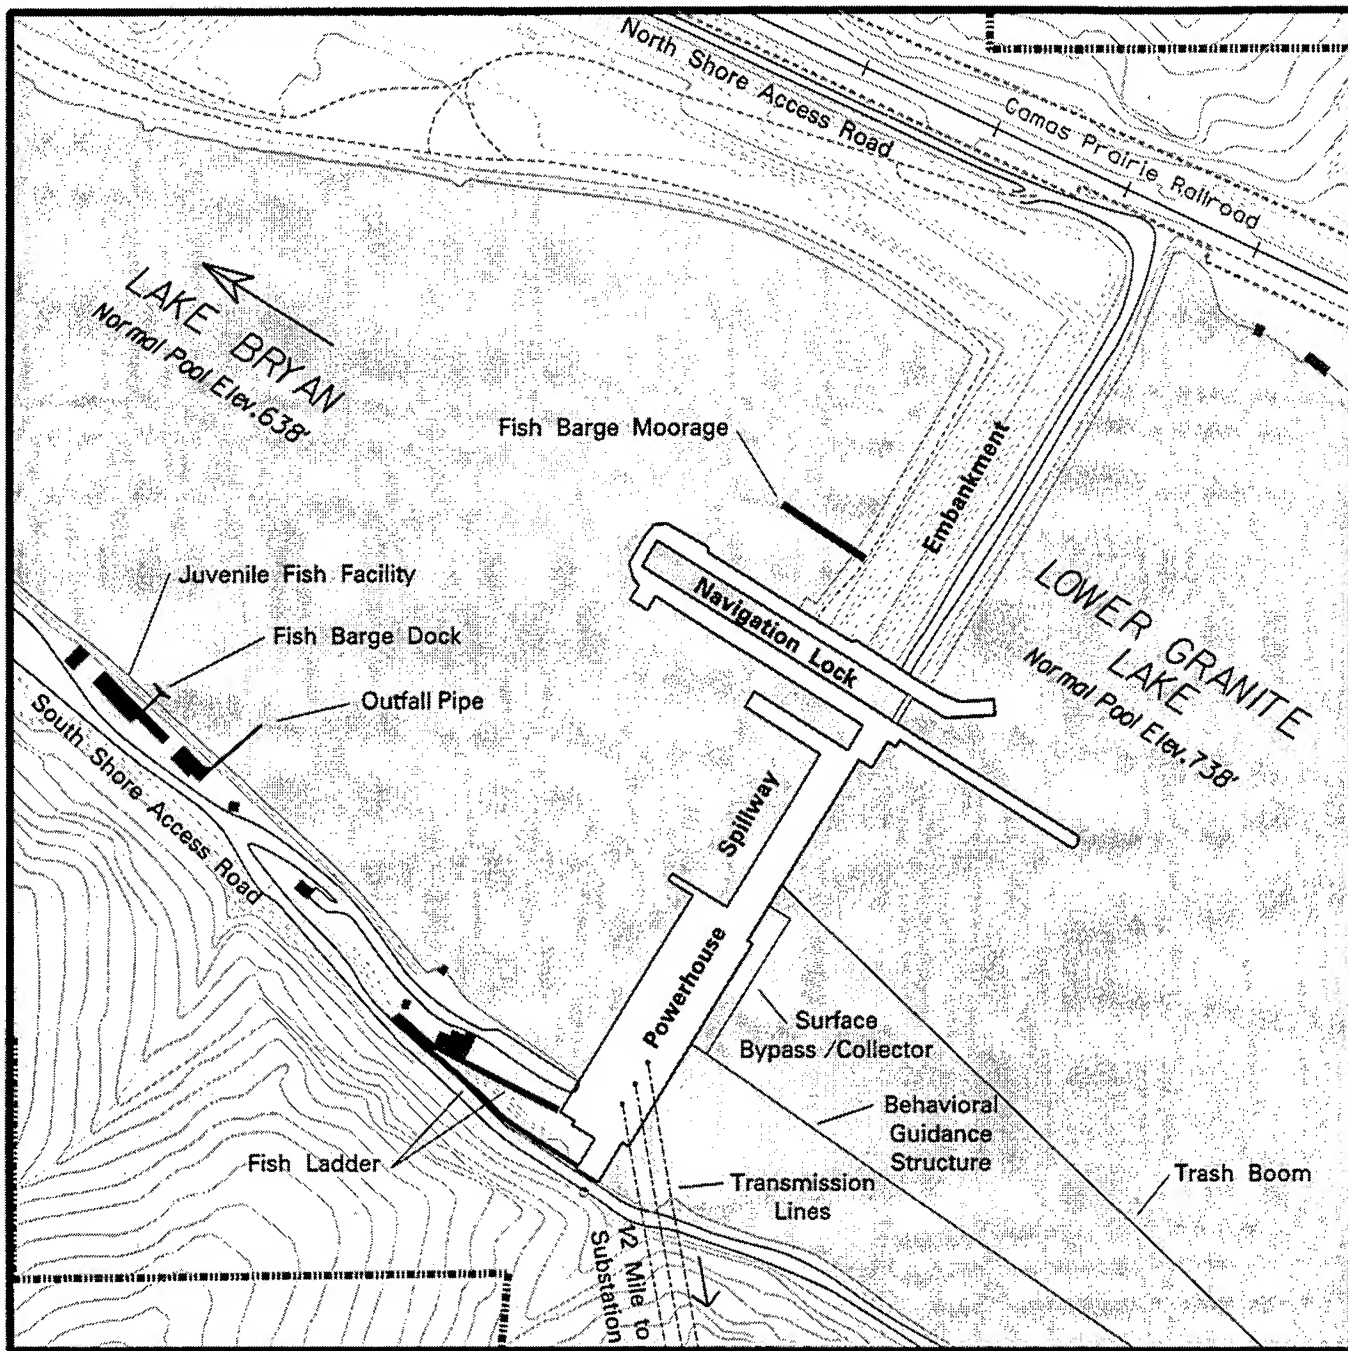 North Shore Access Road
Camas Prairie Railroad
LAKE BRYAN
Normal Pool Elev. 638'
Fish Barge Moorage
Embankment
Juvenile Fish Facility
Navigation Lock
LOWER GRANITE
LAKE
Normal Pool Elev. 738'
Fish Barge Dock
Outfall Pipe
South Shore Access Road
Spillway
Powerhouse
Surface
Bypass /Collector
Behavioral
Guidance
Structure
Fish Ladder
Transmission
Lines
Trash Boom
1/2 Mile to
Substation